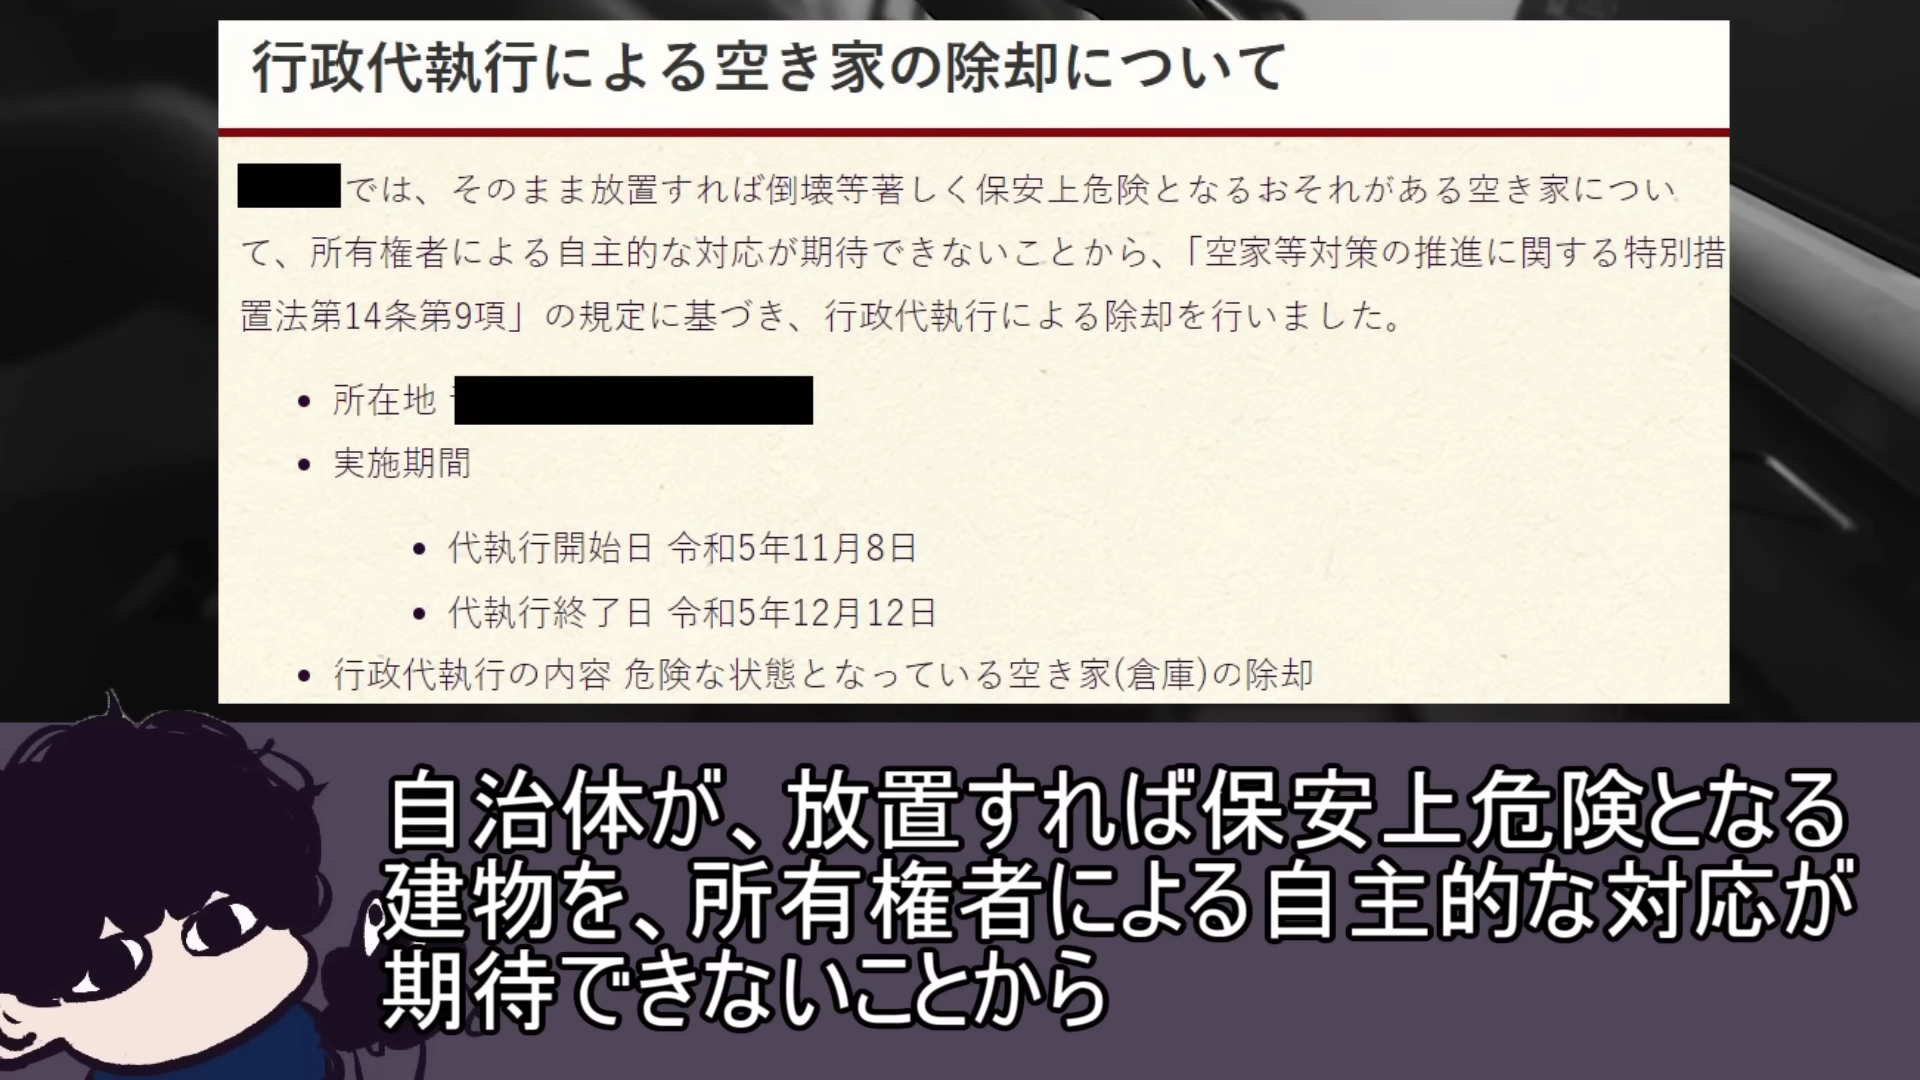 行政代執行による空き家の除却について
では、そのまま放置すれば倒壊等著しく保安上危険となるおそれがある空き家につい
て、所有権者による自主的な対応が期待できないことから、「空家等対策の推進に関する特別措
置法第14条第9項」の規定に基づき、行政代執行による除却を行いました。
• 所在地
• 実施期間
• 代執行開始日 令和5年11月8日
• 代執行終了日 令和5年12月12日
• 行政代執行の内容 危険な状態となっている空き家(倉庫)の除却
自治体が、放置すれば保安上危険となる
建物を、所有権者による自主的な対応が
期待できないことから